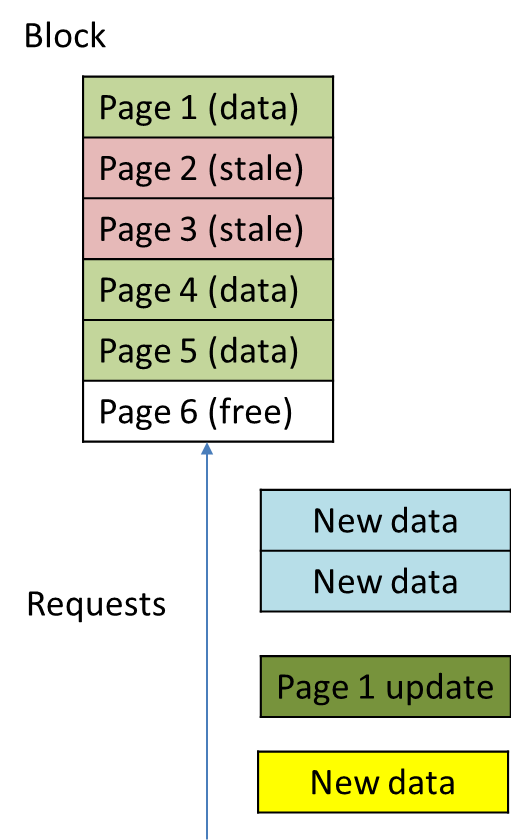 Block
Page 1 (data)
Page 2 (stale)
Page 3 (stale)
Page 4 (data)
Page 5 (data)
Page 6 (free)
New data
New data
Requests
Page 1 update
New data